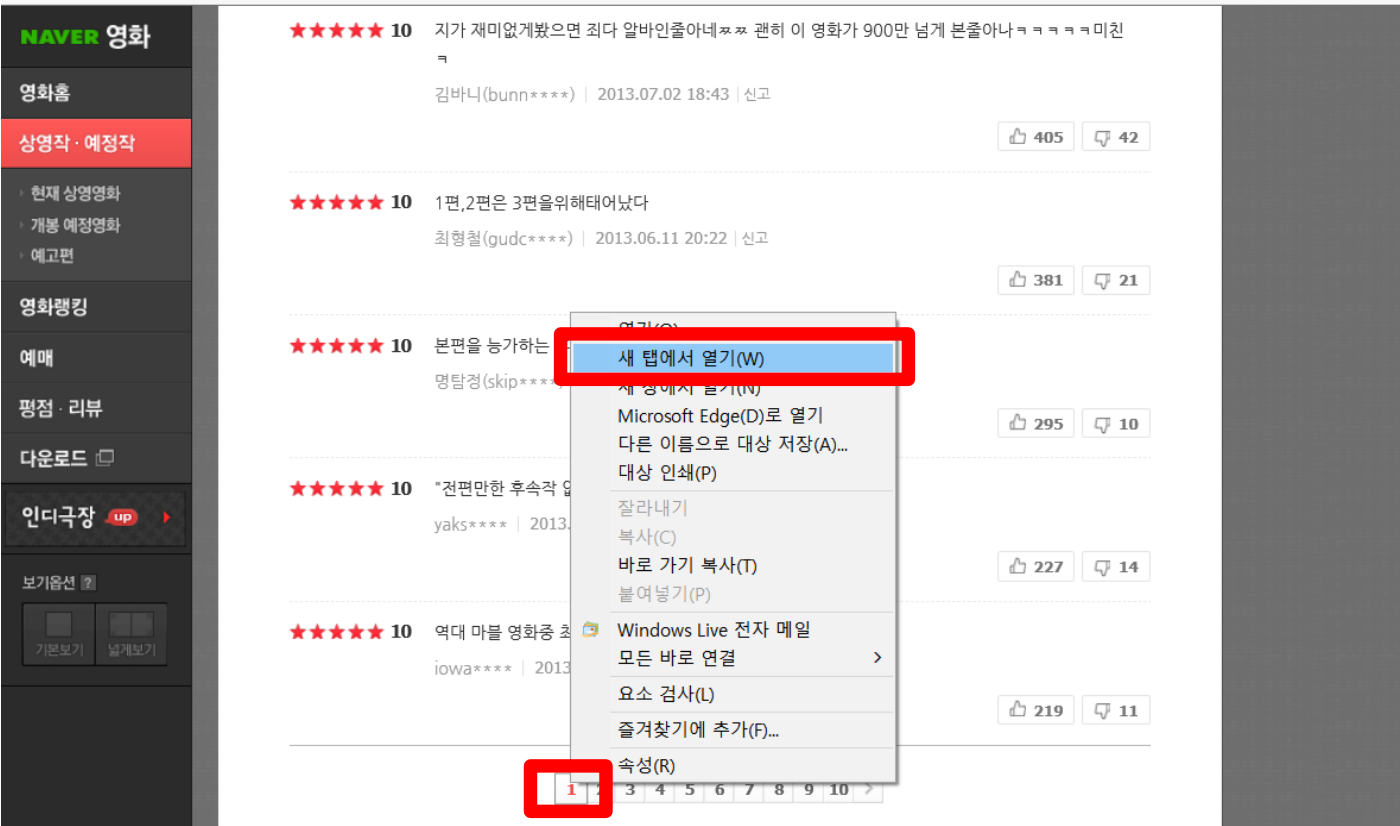 NAVER 영화
영화홈
상영작 · 예정작
현재 상영영화
개봉 예정영화
예고편
영화랭킹
예매
평점 · 리뷰
다운로드
인디극장 up
보기옵션 ?
기본보기 넓게보기
★★★★★ 10 지가 재미없게봤으면 죄다 알바인줄아네ㅉㅉ 괜히 이 영화가 900만 넘게 본줄아나ㅋㅋㅋㅋㅋ미친
ㅋ
김바니(bunn****) | 2013.07.02 18:43 | 신고
405 42
★★★★★ 10 1편,2편은 3편을위해태어났다
최형철(gudc****) | 2013.06.11 20:22 | 신고
381 21
★★★★★ 10 본편을 능가하는
명탐정(skip****)
295 10
★★★★★ 10 "전편만한 후속작
yaks**** | 2013.
227 14
★★★★★ 10 역대 마블 영화중
iowa**** | 2013
219 11
열기(O)
새 탭에서 열기(W)
새 창에서 열기(N)
Microsoft Edge(D)로 열기
다른 이름으로 대상 저장(A)...
대상 인쇄(P)
잘라내기
복사(C)
바로 가기 복사(T)
붙여넣기(P)
Windows Live 전자 메일
모든 바로 연결 >
요소 검사(L)
즐겨찾기에 추가(F)...
속성(R)
1 2 3 4 5 6 7 8 9 10 >